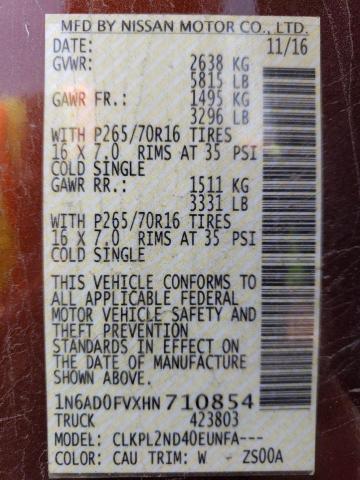 MFD BY NISSAN MOTOR CO., LTD.
DATE: 11/16
GVWR: 2638 KG
5815 LB
GAWR FR.: 1495 KG
3296 LB
WITH P265/70R16 TIRES
16 X 7.0 RIMS AT 35 PSI
COLD SINGLE
GAWR RR.: 1511 KG
3331 LB
WITH P265/70R16 TIRES
16 X 7.0 RIMS AT 35 PSI
COLD SINGLE
THIS VEHICLE CONFORMS TO
ALL APPLICABLE FEDERAL
MOTOR VEHICLE SAFETY AND
THEFT PREVENTION
STANDARDS IN EFFECT ON
THE DATE OF MANUFACTURE
SHOWN ABOVE.
1N6AD0FVXHN710854
TRUCK 423803
MODEL: CLKPL2ND40EUNFA---
COLOR: CAU TRIM: W ZS00A